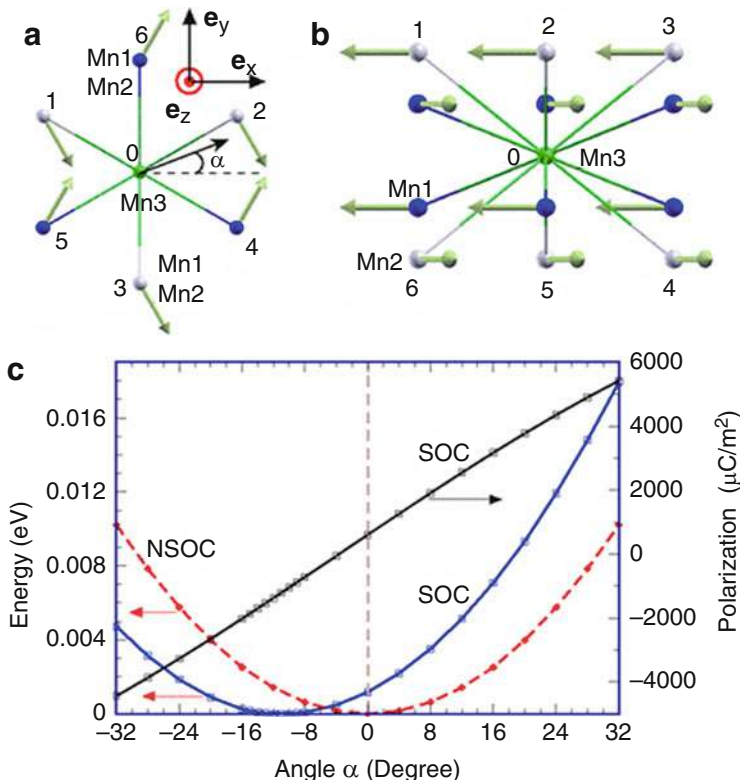 a
6
e_y
Mn1
Mn2
e_x
1
e_z
2
0
α
Mn3
5
4
3
Mn1
Mn2
b
1
2
3
0
Mn3
Mn1
Mn2
6
5
4
c
Energy (eV)
0.016
0.012
0.008
0.004
0
NSOC
SOC
SOC
6000
4000
2000
0
−2000
−4000
Polarization (μC/m²)
−32 −24 −16 −8 0 8 16 24 32
Angle α (Degree)